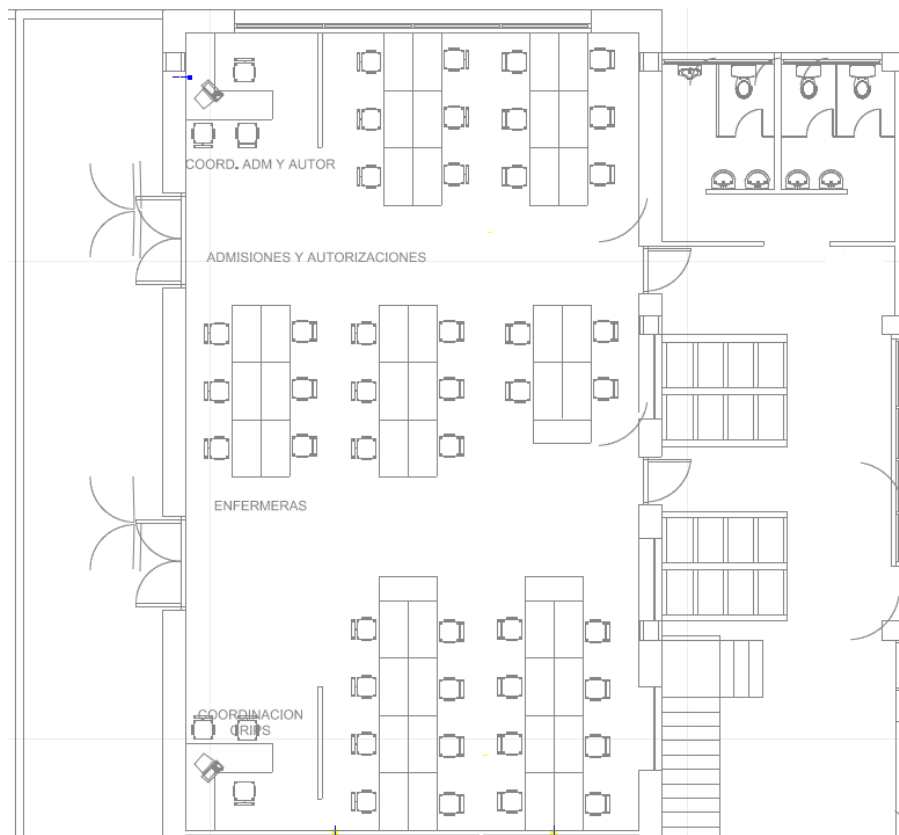 COORD. ADM Y AUTOR
ADMISIONES Y AUTORIZACIONES
ENFERMERAS
COORDINACION
CRIPS